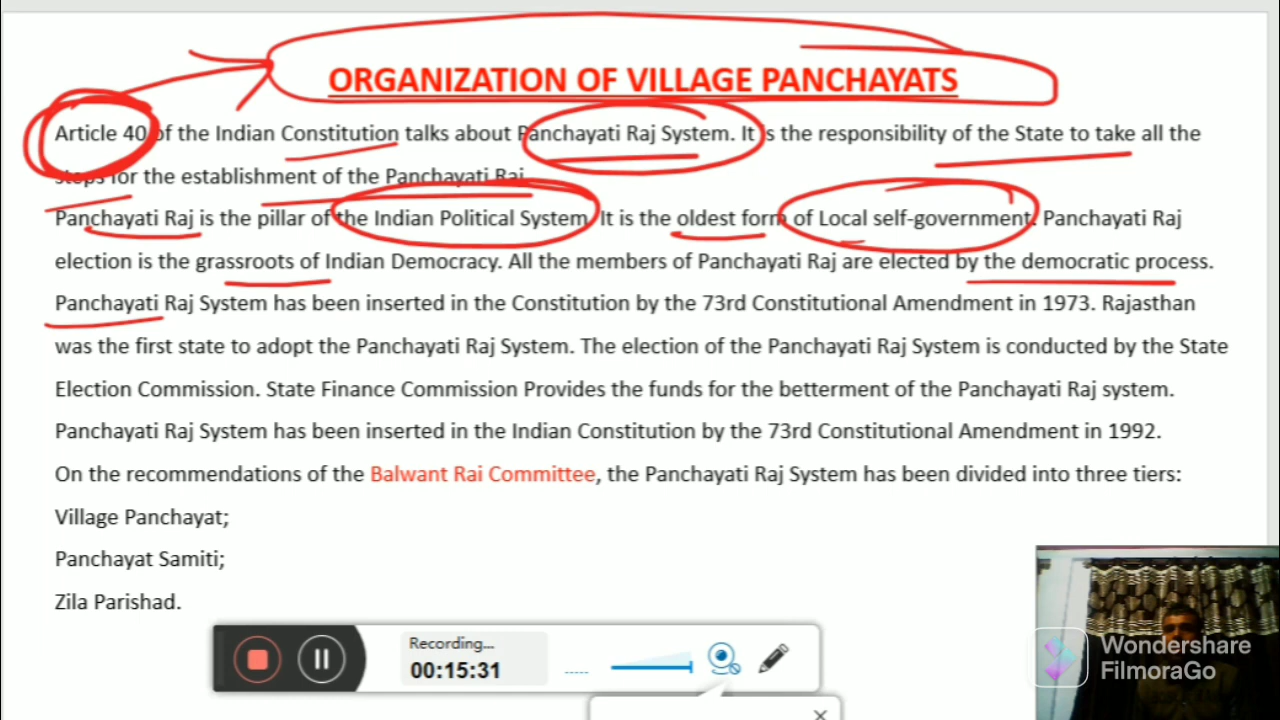 ORGANIZATION OF VILLAGE PANCHAYATS
Article 40 of the Indian Constitution talks about Panchayati Raj System. It is the responsibility of the State to take all the
steps for the establishment of the Panchayati Raj.
Panchayati Raj is the pillar of the Indian Political System. It is the oldest form of Local self-government. Panchayati Raj
election is the grassroots of Indian Democracy. All the members of Panchayati Raj are elected by the democratic process.
Panchayati Raj System has been inserted in the Constitution by the 73rd Constitutional Amendment in 1973. Rajasthan
was the first state to adopt the Panchayati Raj System. The election of the Panchayati Raj System is conducted by the State
Election Commission. State Finance Commission Provides the funds for the betterment of the Panchayati Raj system.
Panchayati Raj System has been inserted in the Indian Constitution by the 73rd Constitutional Amendment in 1992.
On the recommendations of the Balwant Rai Committee, the Panchayati Raj System has been divided into three tiers:
Village Panchayat;
Panchayat Samiti;
Zila Parishad.
Recording...
00:15:31
Wondershare
FilmoraGo